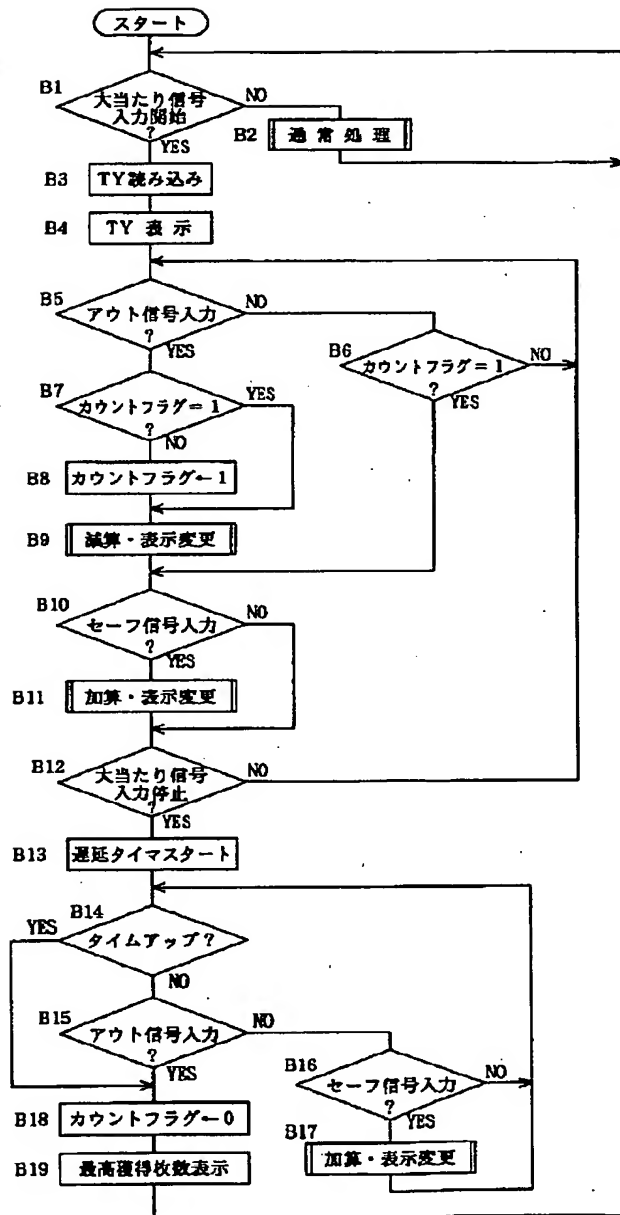 スタート
B1
大当たり信号
入力開始
?
NO
YES
B2
通常処理
B3
TY読み込み
B4
TY 表示
B5
アウト信号入力
?
NO
YES
B6
カウントフラグ=1
?
NO
YES
B7
カウントフラグ=1
?
YES
NO
B8
カウントフラグ←1
B9
減算・表示変更
B10
セーフ信号入力
?
NO
YES
B11
加算・表示変更
B12
大当たり信号
入力停止
?
NO
YES
B13
遅延タイマスタート
B14
タイムアップ?
YES
NO
B15
アウト信号入力
?
NO
YES
B16
セーフ信号入力
?
NO
YES
B17
加算・表示変更
B18
カウントフラグ←0
B19
最高獲得枚数表示